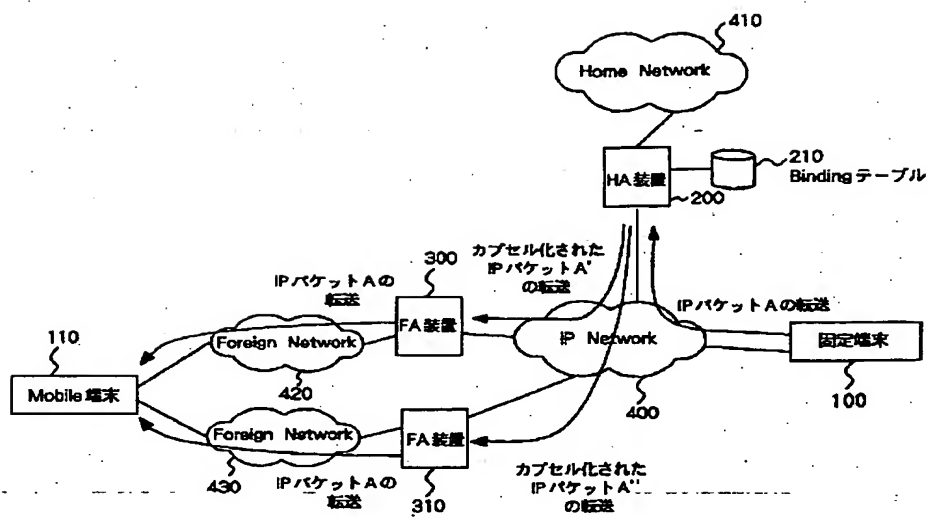 410
Home Network
HA装置
200
210
Bindingテーブル
カプセル化された
IPパケットA'
の転送
300
IPパケットAの
転送
FA装置
IPパケットAの転送
110
Foreign Network
420
IP Network
400
固定端末
100
Mobile端末
Foreign Network
430
FA装置
310
IPパケットAの
転送
カプセル化された
IPパケットA''
の転送